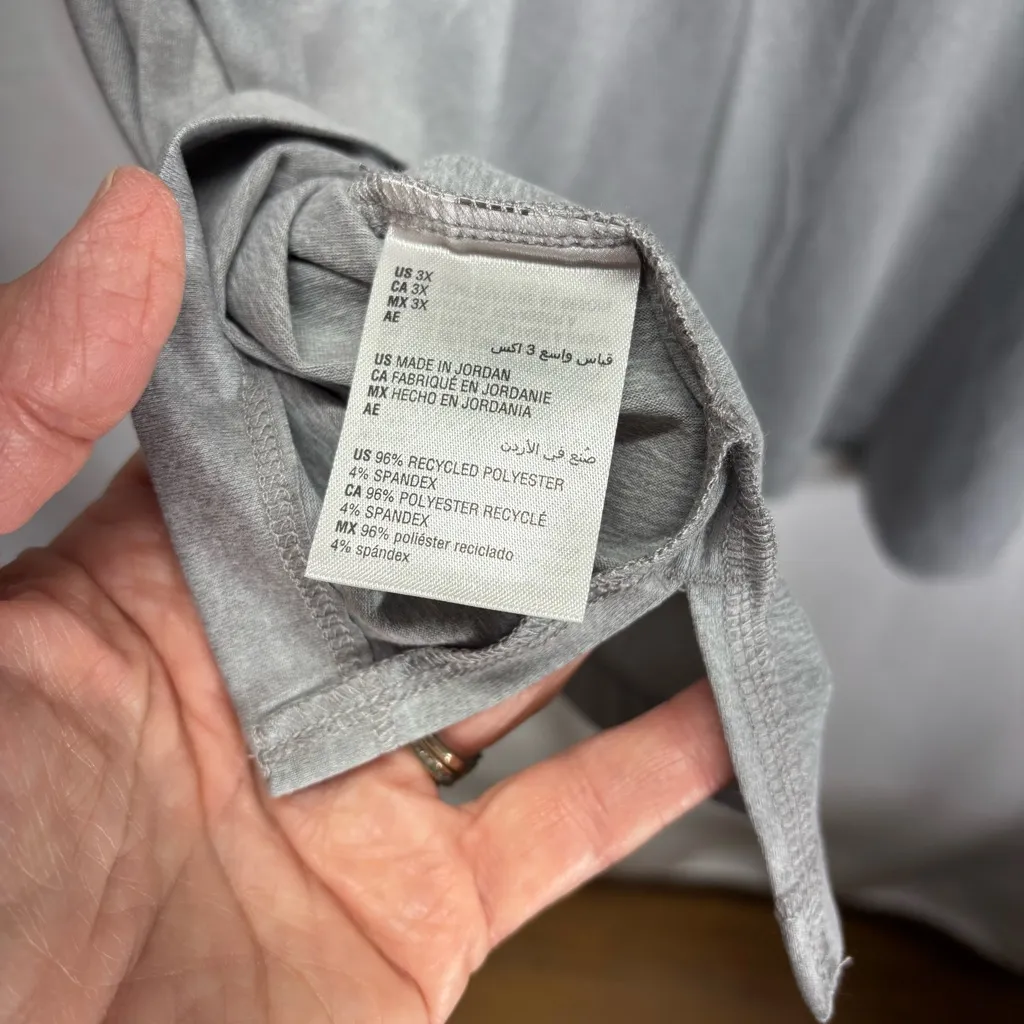 US 3X
CA 3X
MX 3X
AE
قياس واسع 3 اكس
US MADE IN JORDAN
CA FABRIQUÉ EN JORDANIE
MX HECHO EN JORDANIA
AE
صُنع في الأردن
US 96% RECYCLED POLYESTER
4% SPANDEX
CA 96% POLYESTER RECYCLÉ
4% SPANDEX
MX 96% poliéster reciclado
4% spándex